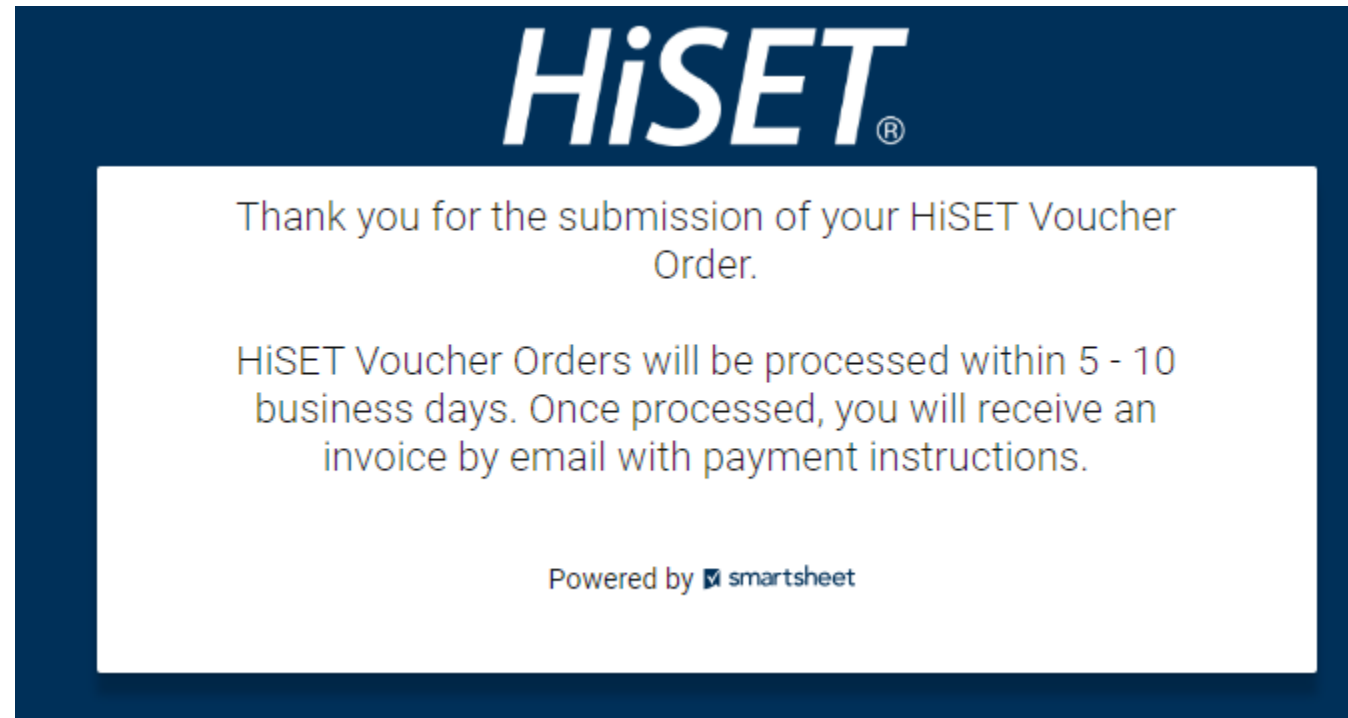 HiSET®
Thank you for the submission of your HiSET Voucher
Order.
HiSET Voucher Orders will be processed within 5 - 10
business days. Once processed, you will receive an
invoice by email with payment instructions.
Powered by smartsheet